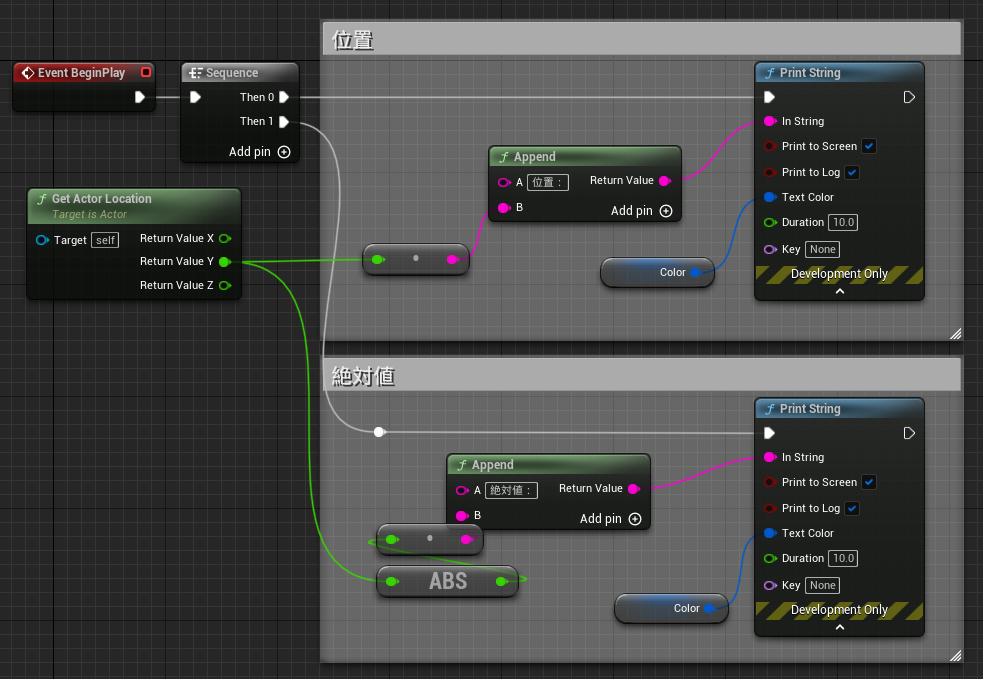 位置
Event BeginPlay
Sequence
Then 0
Then 1
Add pin
Get Actor Location
Target is Actor
Target self
Return Value X
Return Value Y
Return Value Z
Append
A 位置：
Return Value
B
Add pin
Color
Print String
In String
Print to Screen
Print to Log
Text Color
Duration 10.0
Key None
Development Only
絶対値
Append
A 絶対値：
Return Value
B
Add pin
ABS
Color
Print String
In String
Print to Screen
Print to Log
Text Color
Duration 10.0
Key None
Development Only